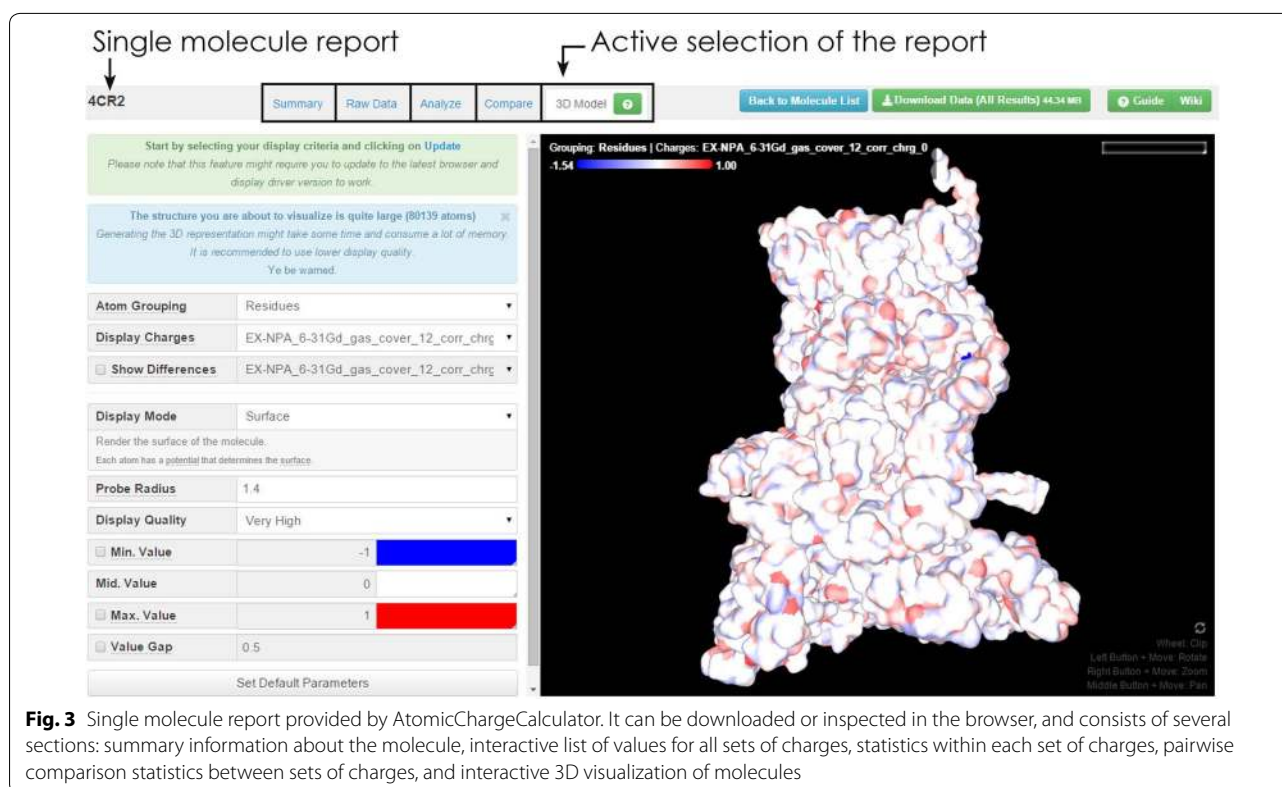 Single molecule report
Active selection of the report
4CR2
Summary
Raw Data
Analyze
Compare
3D Model
Back to Molecule List
Download Data (All Results) 44.34 MB
Guide
Wiki
Start by selecting your display criteria and clicking on Update
Please note that this feature might require you to update to the latest browser and
display driver version to work.
The structure you are about to visualize is quite large (80139 atoms)
Generating the 3D representation might take some time and consume a lot of memory.
It is recommended to use lower display quality.
Ye be warned.
Atom Grouping
Residues
Display Charges
EX-NPA_6-31Gd_gas_cover_12_corr_chrg
Show Differences
EX-NPA_6-31Gd_gas_cover_12_corr_chrg
Display Mode
Surface
Render the surface of the molecule.
Each atom has a potential that determines the surface.
Probe Radius
1.4
Display Quality
Very High
Min. Value
-1
Mid. Value
0
Max. Value
1
Value Gap
0.5
Set Default Parameters
Grouping: Residues | Charges: EX-NPA_6-31Gd_gas_cover_12_corr_chrg_0
-1.54
1.00
Wheel: Clip
Left Button + Move: Rotate
Right Button + Move: Zoom
Middle Button + Move: Pan
Fig. 3 Single molecule report provided by AtomicChargeCalculator. It can be downloaded or inspected in the browser, and consists of several
sections: summary information about the molecule, interactive list of values for all sets of charges, statistics within each set of charges, pairwise
comparison statistics between sets of charges, and interactive 3D visualization of molecules